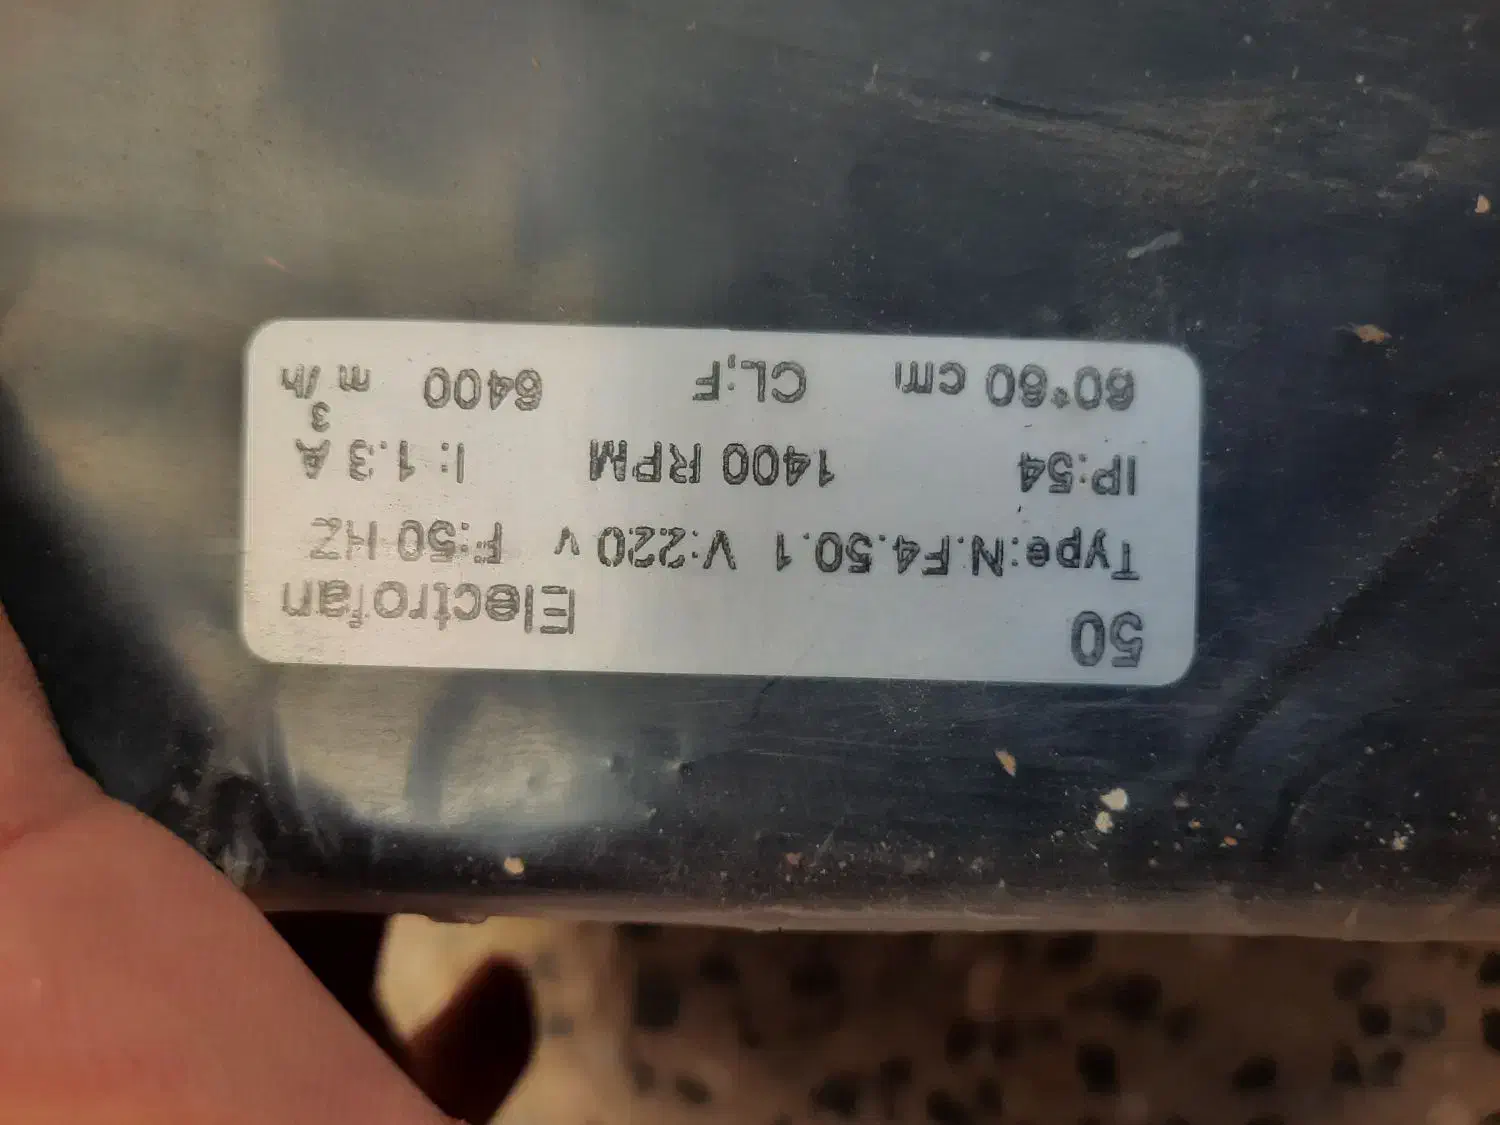 50 Electrofan
Type:N.F4.50.1 V:220 v F:50 HZ
IP:54 1400 RPM I: 1.3 A
60*60 cm CL;F 6400 m³/h